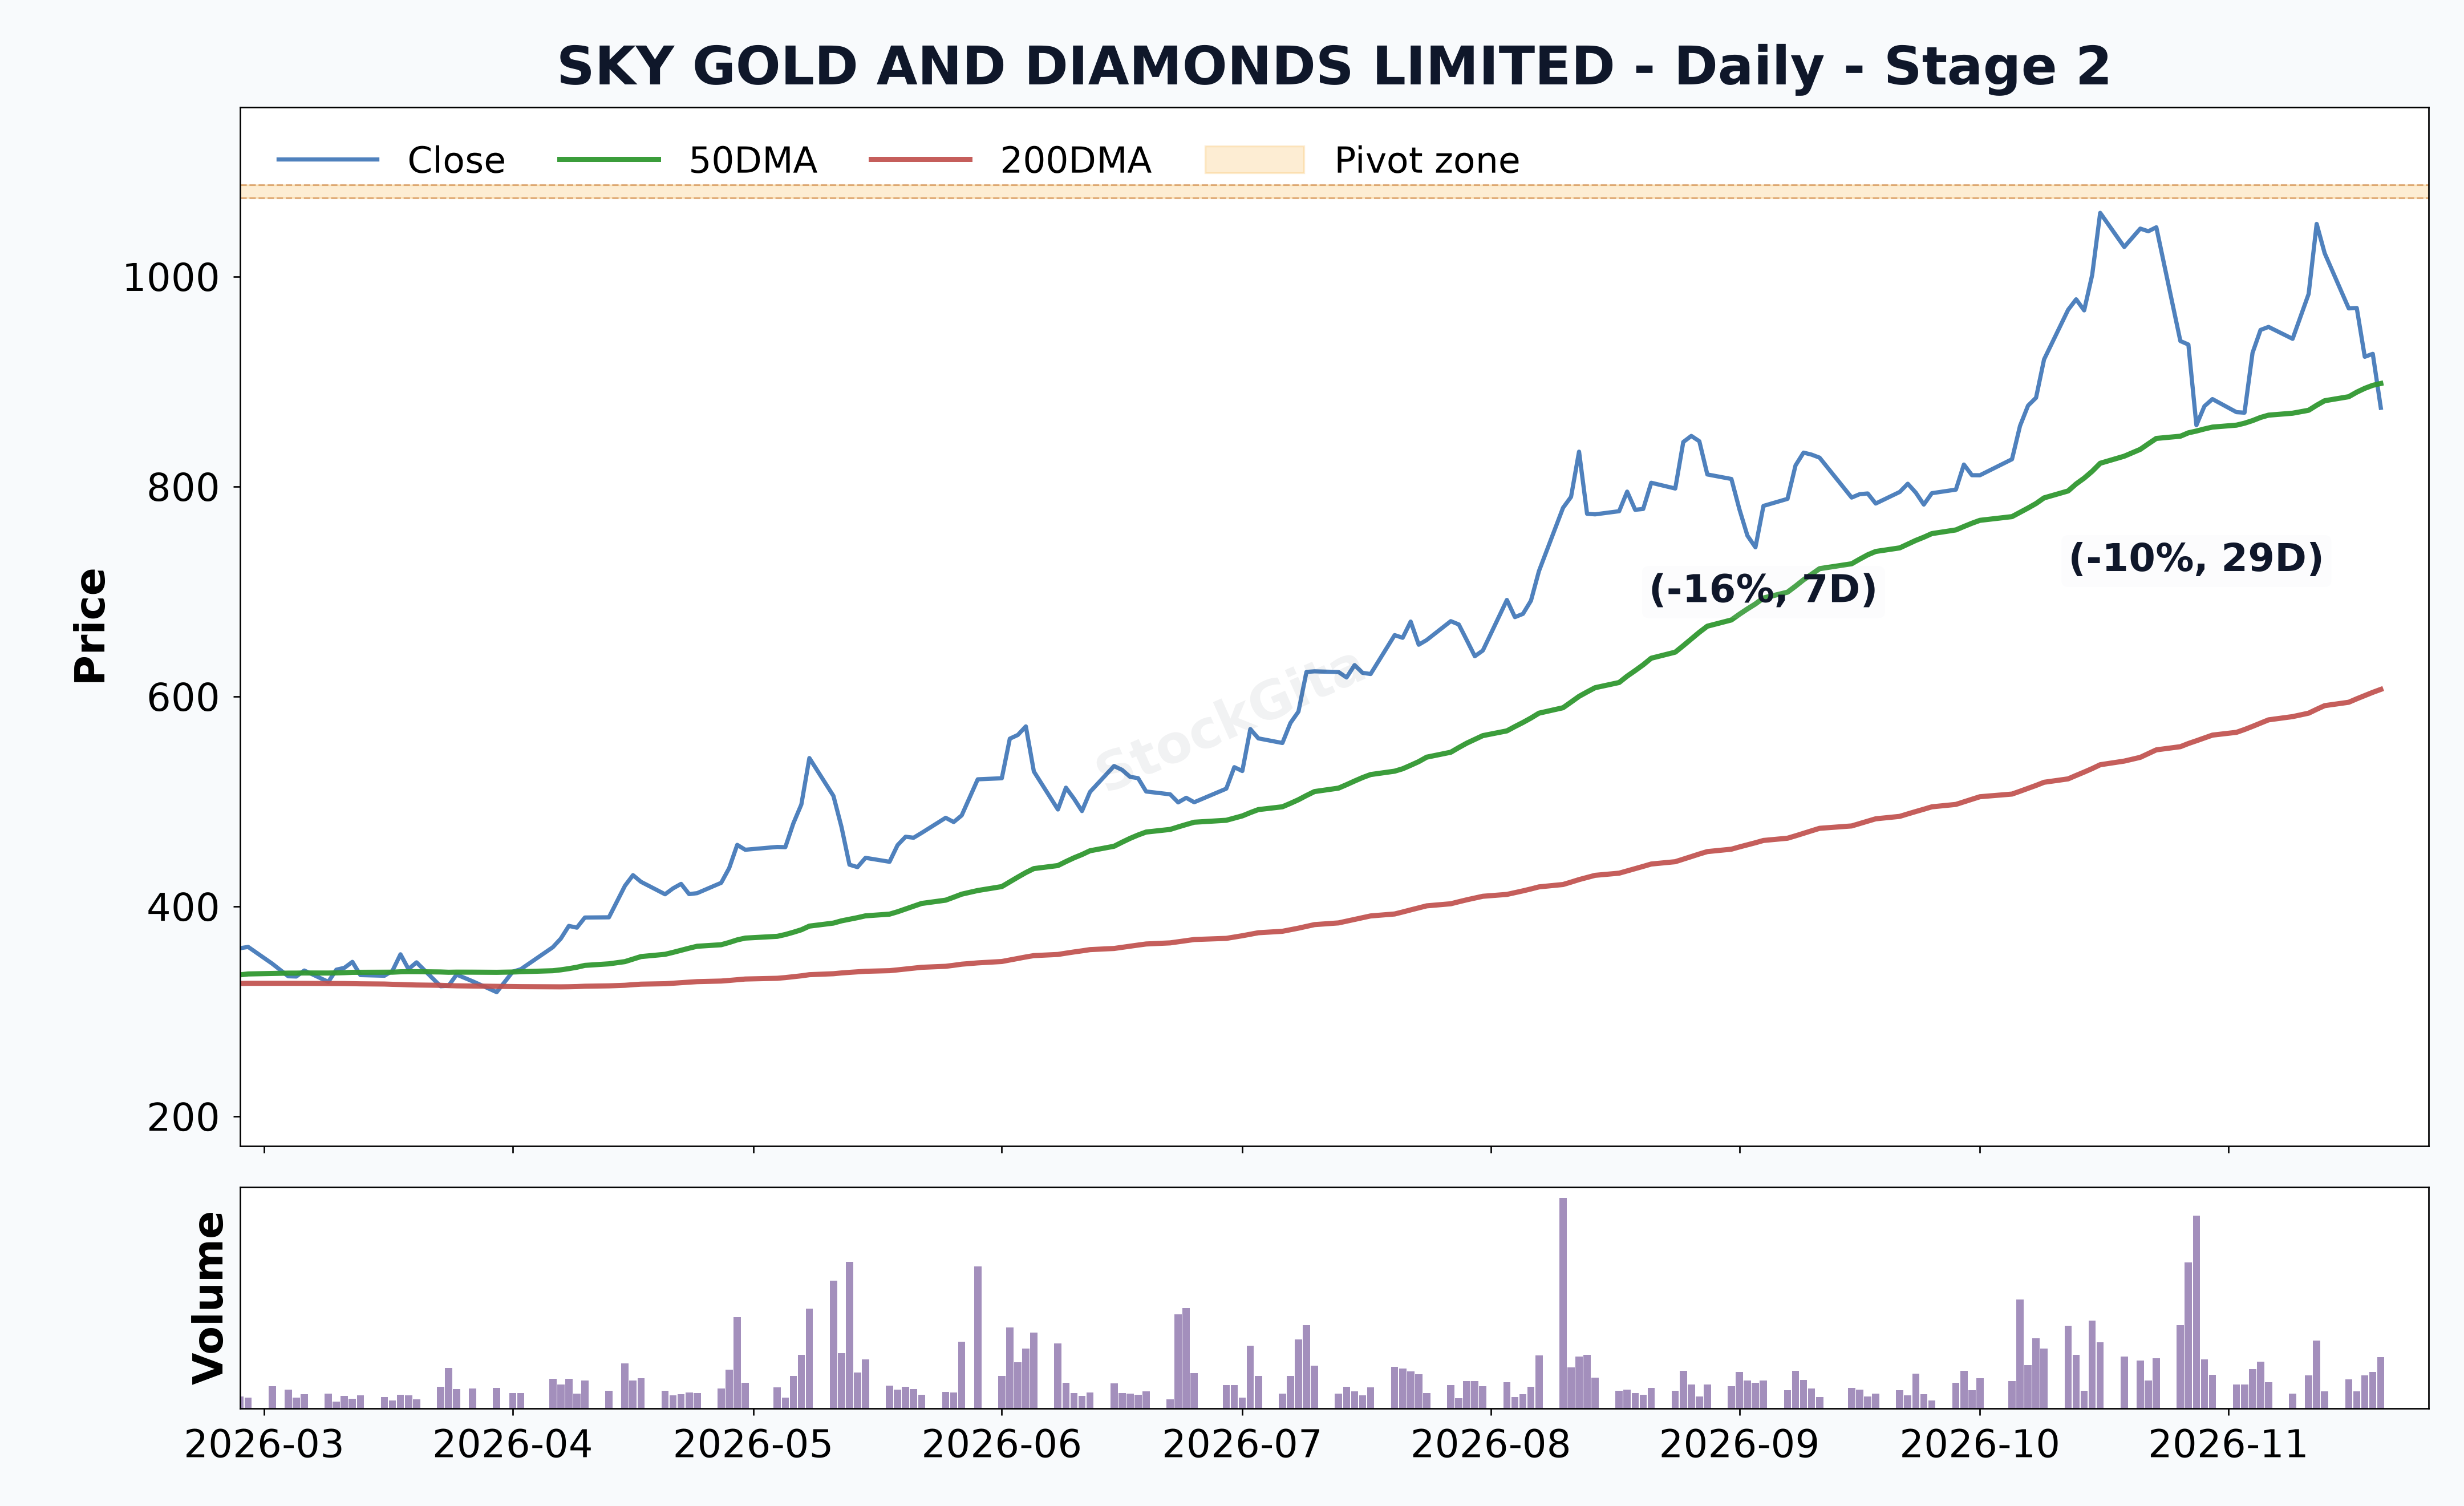 SKY GOLD AND DIAMONDS LIMITED - Daily - Stage 2
Close 50DMA 200DMA Pivot zone
1000
800
600
400
200
Price
(-16%, 7D)
(-10%, 29D)
StockGita
Volume
2026-03 2026-04 2026-05 2026-06 2026-07 2026-08 2026-09 2026-10 2026-11